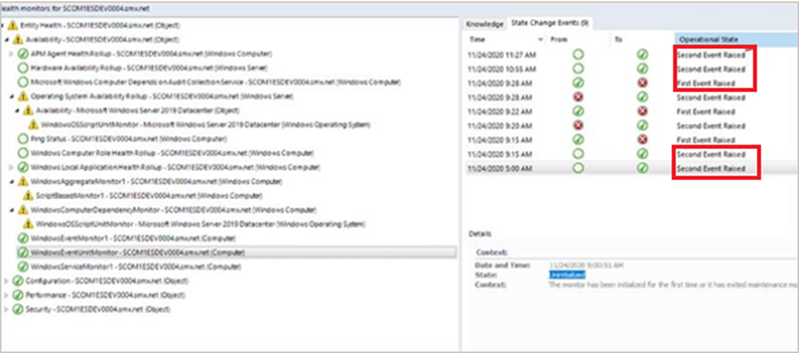 Health monitors for SCOM1ESDEV0004.smx.net
Entity Health - SCOM1ESDEV0004.smx.net (Object)
Availability - SCOM1ESDEV0004.smx.net (Object)
APM Agent Health Rollup - SCOM1ESDEV0004.smx.net (Windows Computer)
Hardware Availability Rollup - SCOM1ESDEV0004.smx.net (Windows Server)
Microsoft Windows Computer Depends on Audit Collection Service - SCOM1ESDEV0004.smx.net (Windows Computer)
Operating System Availability Rollup - SCOM1ESDEV0004.smx.net (Windows Server)
Availability - Microsoft Windows Server 2019 Datacenter (Object)
WindowsOSScriptUnitMonitor - Microsoft Windows Server 2019 Datacenter (Windows Operating System)
Ping Status - SCOM1ESDEV0004.smx.net (Windows Computer)
Windows Computer Role Health Rollup - SCOM1ESDEV0004.smx.net (Windows Computer)
Windows Local Application Health Rollup - SCOM1ESDEV0004.smx.net (Windows Computer)
WindowsAggregateMonitor1 - SCOM1ESDEV0004.smx.net (Windows Computer)
ScriptBasedMonitor1 - SCOM1ESDEV0004.smx.net (Windows Computer)
WindowsComputerDependencyMonitor - SCOM1ESDEV0004.smx.net (Windows Computer)
WindowsOSScriptUnitMonitor - Microsoft Windows Server 2019 Datacenter (Windows Operating System)
WindowsEventMonitor1 - SCOM1ESDEV0004.smx.net (Computer)
WindowsEventUnitMonitor - SCOM1ESDEV0004.smx.net (Computer)
WindowsServiceMonitor1 - SCOM1ESDEV0004.smx.net (Computer)
Configuration - SCOM1ESDEV0004.smx.net (Object)
Performance - SCOM1ESDEV0004.smx.net (Object)
Security - SCOM1ESDEV0004.smx.net (Object)
Knowledge State Change Events (9)
Time From To Operational State
11/24/2020 11:27 AM Second Event Raised
11/24/2020 10:55 AM Second Event Raised
11/24/2020 9:28 AM First Event Raised
11/24/2020 9:28 AM Second Event Raised
11/24/2020 9:22 AM First Event Raised
11/24/2020 9:20 AM Second Event Raised
11/24/2020 9:15 AM First Event Raised
11/24/2020 9:15 AM Second Event Raised
11/24/2020 5:00 AM Second Event Raised
Details
Context:
Date and Time: 11/24/2020 5:00:51 AM
State:
Context: The monitor has been initialized for the first time or it has exited maintenance mo